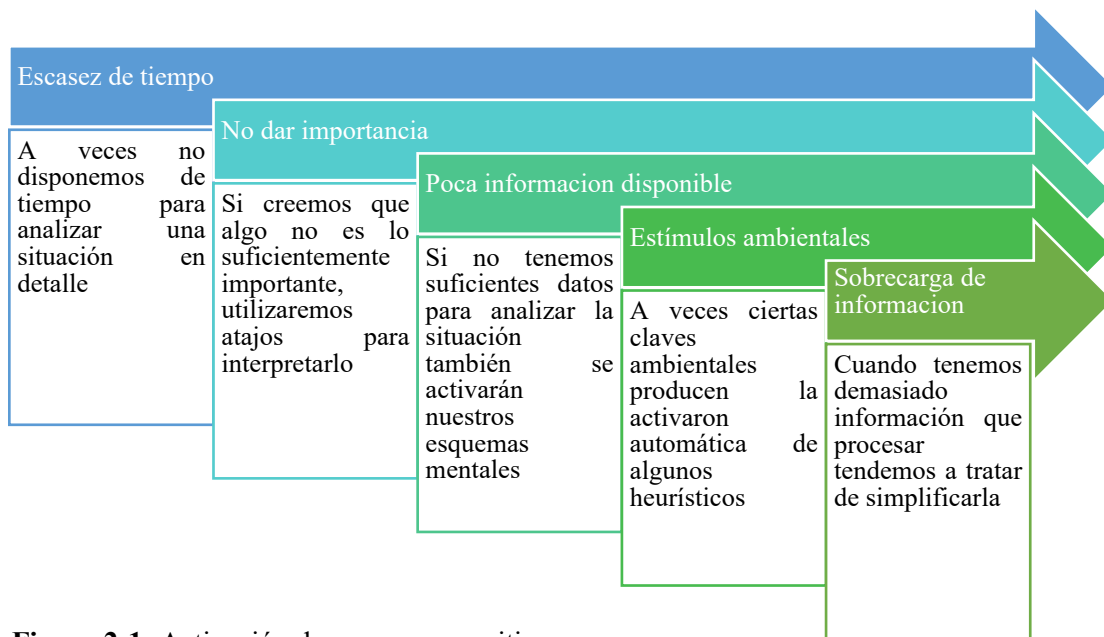 Escasez de tiempo
A veces no
disponemos de
tiempo para
analizar una
situación en
detalle
No dar importancia
Si creemos que
algo no es lo
suficientemente
importante,
utilizaremos
atajos para
interpretarlo
Poca informacion disponible
Si no tenemos
suficientes datos
para analizar la
situación
también se
activarán
nuestros
esquemas
mentales
Estímulos ambientales
A veces ciertas
claves
ambientales
producen la
activaron
automática de
algunos
heurísticos
Sobrecarga de
informacion
Cuando tenemos
demasiado
información que
procesar
tendemos a tratar
de simplificarla